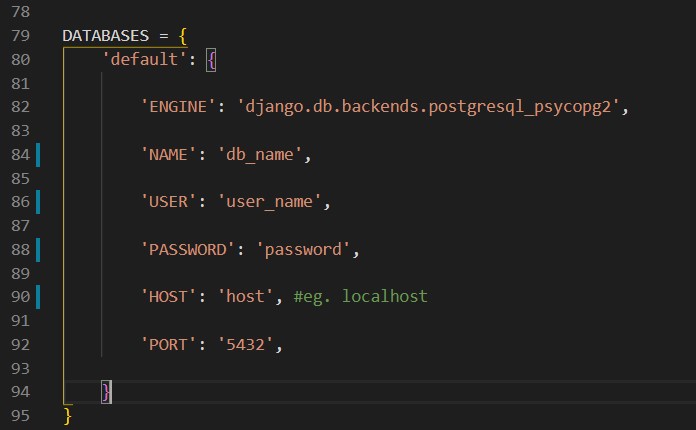 78
79 DATABASES = {
80 'default': {
81
82 'ENGINE': 'django.db.backends.postgresql_psycopg2',
83
84 'NAME': 'db_name',
85
86 'USER': 'user_name',
87
88 'PASSWORD': 'password',
89
90 'HOST': 'host', #eg. localhost
91
92 'PORT': '5432',
93
94 }
95 }